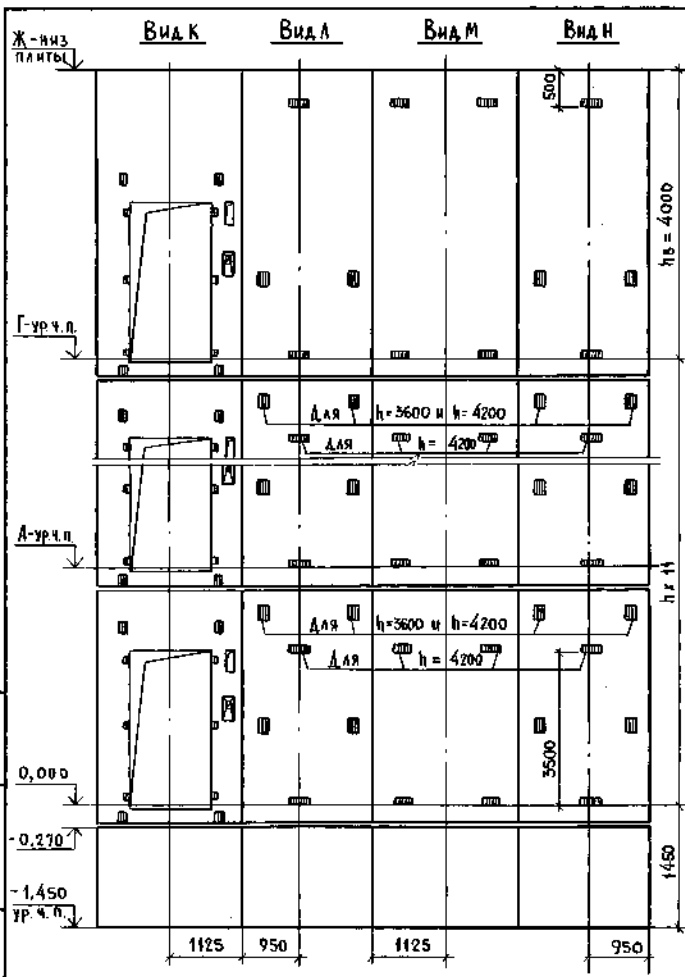 Вид К Вид Л Вид М Вид Н
Ж-низ
плиты
500
hв = 4000
Г-ур.ч.п.
Для h=3600 и h=4200
Для h = 4200
А-ур.ч.п.
h x 11
Для h=3600 и h=4200
Для h = 4200
3500
0,000
-0,270
-1,450
ур.ч.п.
1450
1125 950 1125 950